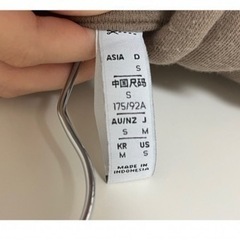 ASIA D
S
中国尺码
S
175/92A
AU/NZ J
S M
KR US
M S
MADE IN
INDONESIA